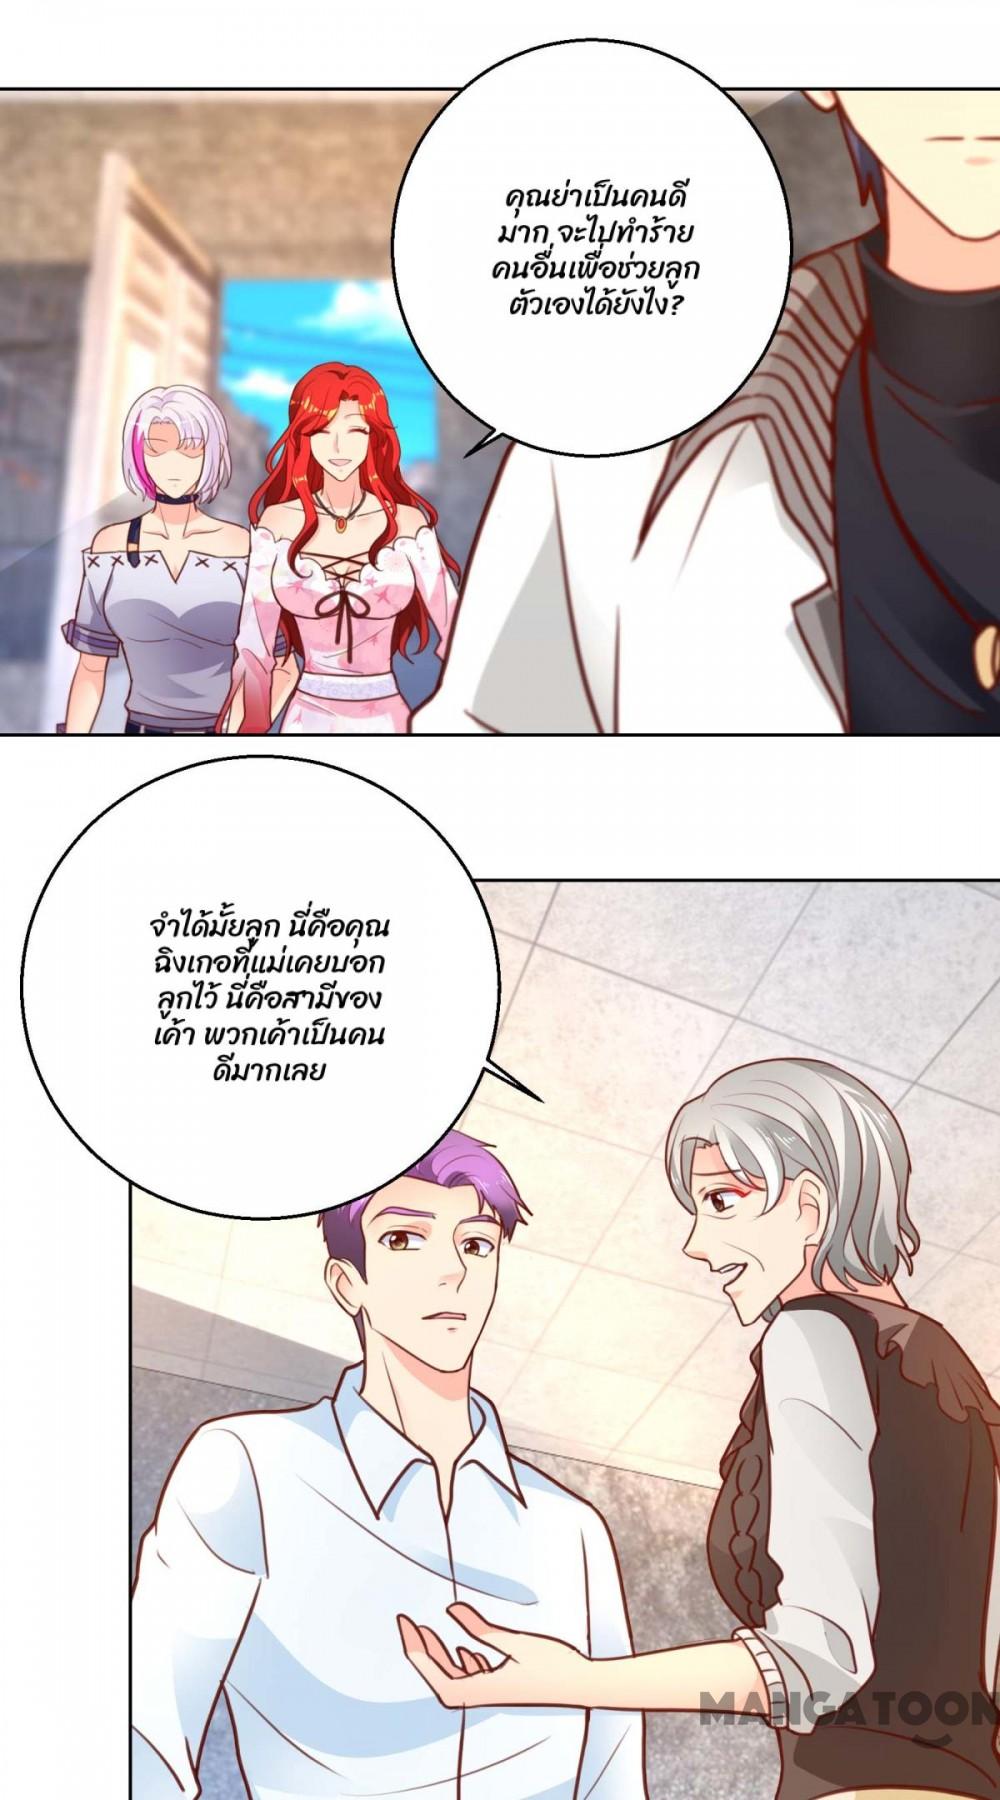 คุณย่าเป็นคนดี
มาก จะไปทำร้าย
คนอื่นเพื่อช่วยลูก
ตัวเองได้ยังไง?
จำได้มั้ยลูก นี่คือคุณ
ฉิงเกอที่แม่เคยบอก
ลูกไว้ นี่คือสามีของ
เค้า พวกเค้าเป็นคน
ดีมากเลย
MANGATOON